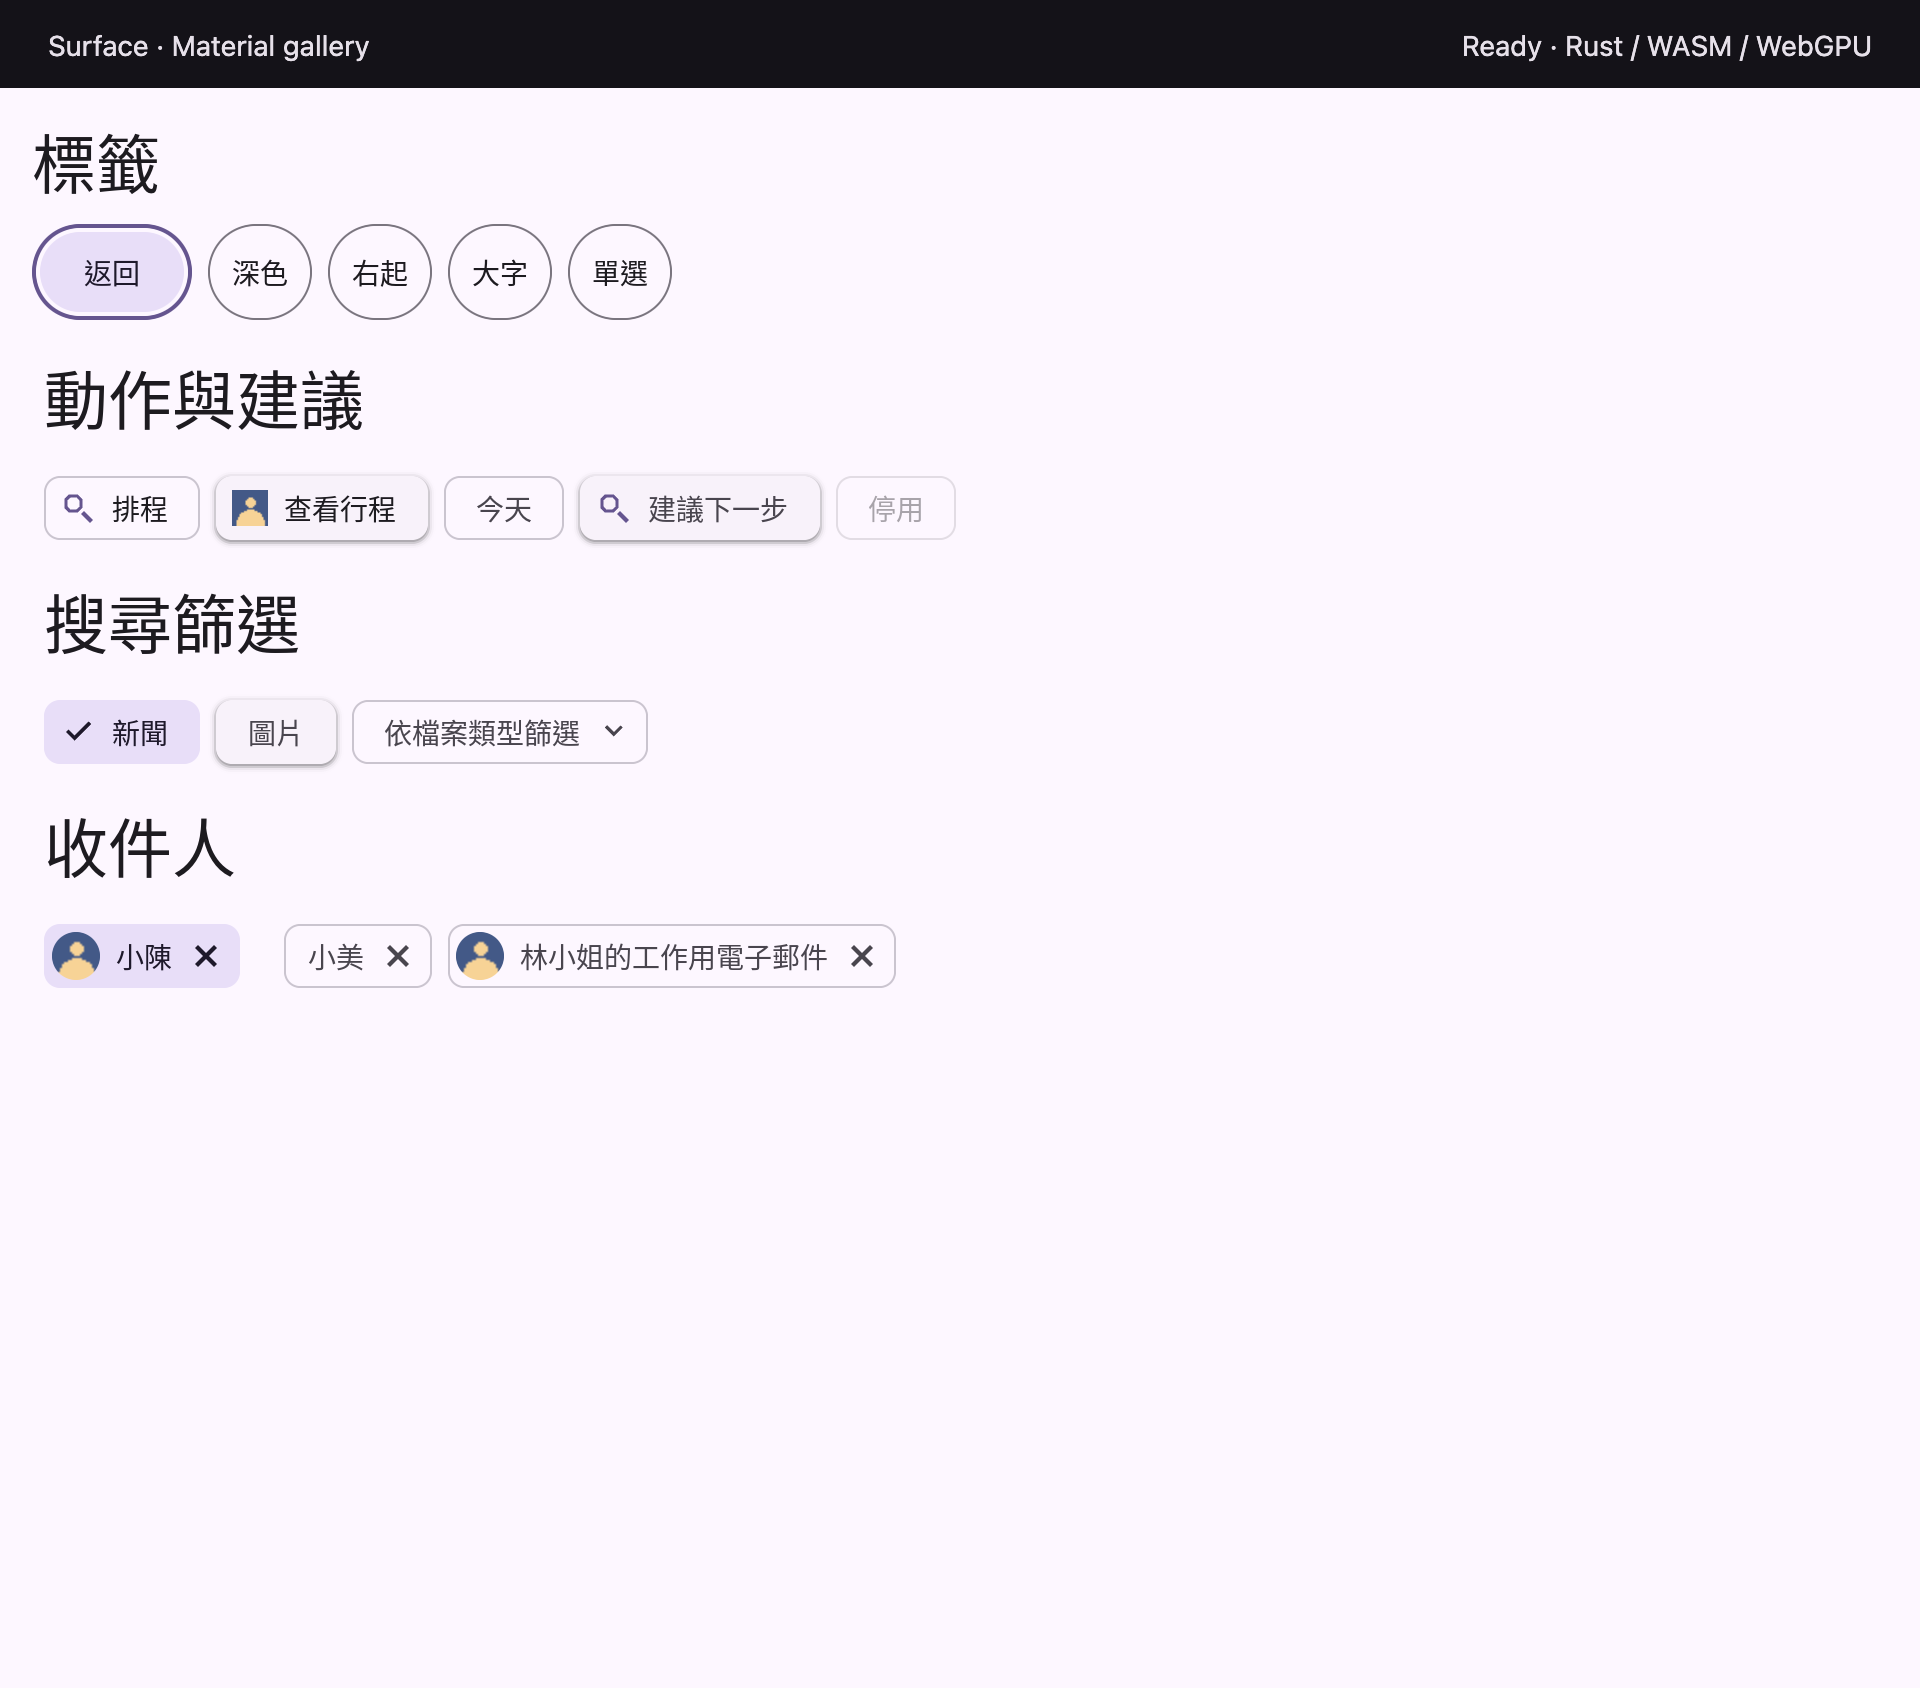 Surface · Material gallery
Ready · Rust / WASM / WebGPU
標籤
返回
深色
右起
大字
單選
動作與建議
排程
查看行程
今天
建議下一步
停用
搜尋篩選
新聞
圖片
依檔案類型篩選
收件人
小陳
小美
林小姐的工作用電子郵件